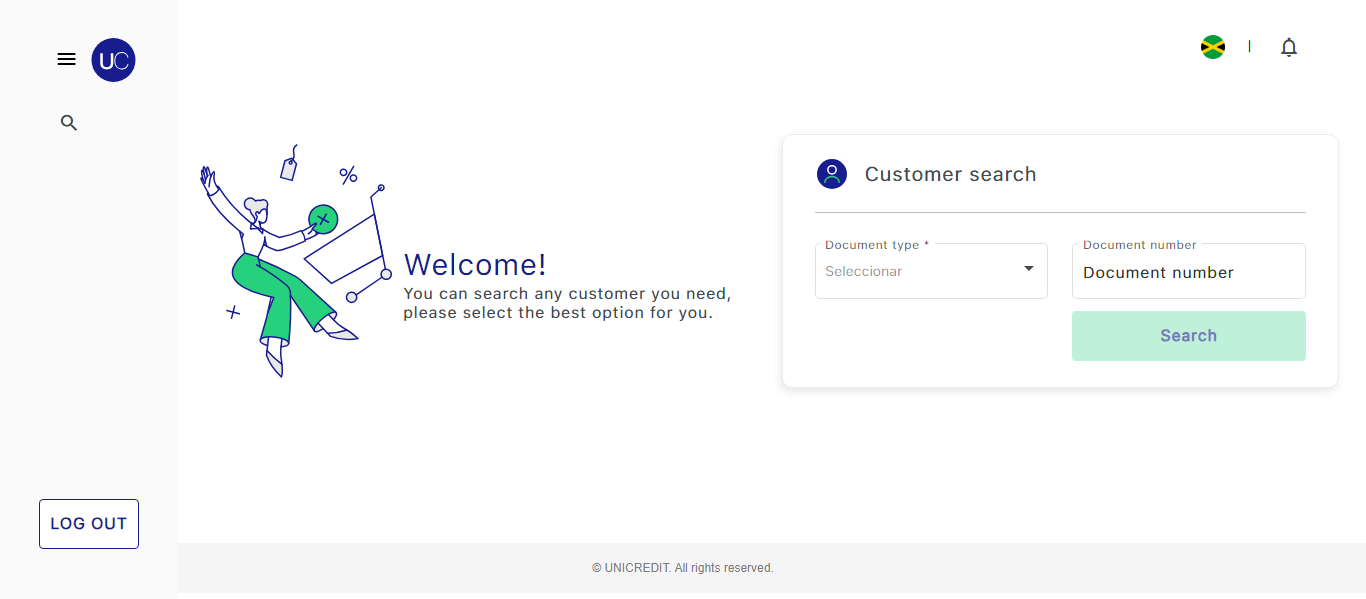 UC
Customer search
Document type *
Seleccionar
Document number
Document number
Search
Welcome!
You can search any customer you need,
please select the best option for you.
LOG OUT
© UNICREDIT. All rights reserved.